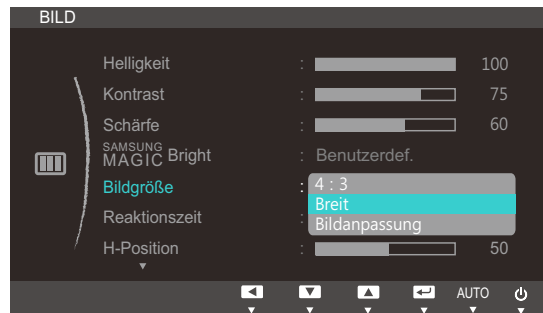 BILD
Helligkeit : 100
Kontrast : 75
Schärfe : 60
SAMSUNG MAGIC Bright : Benutzerdef.
Bildgröße : 4 : 3
Breit
Reaktionszeit : Bildanpassung
H-Position : 50
AUTO